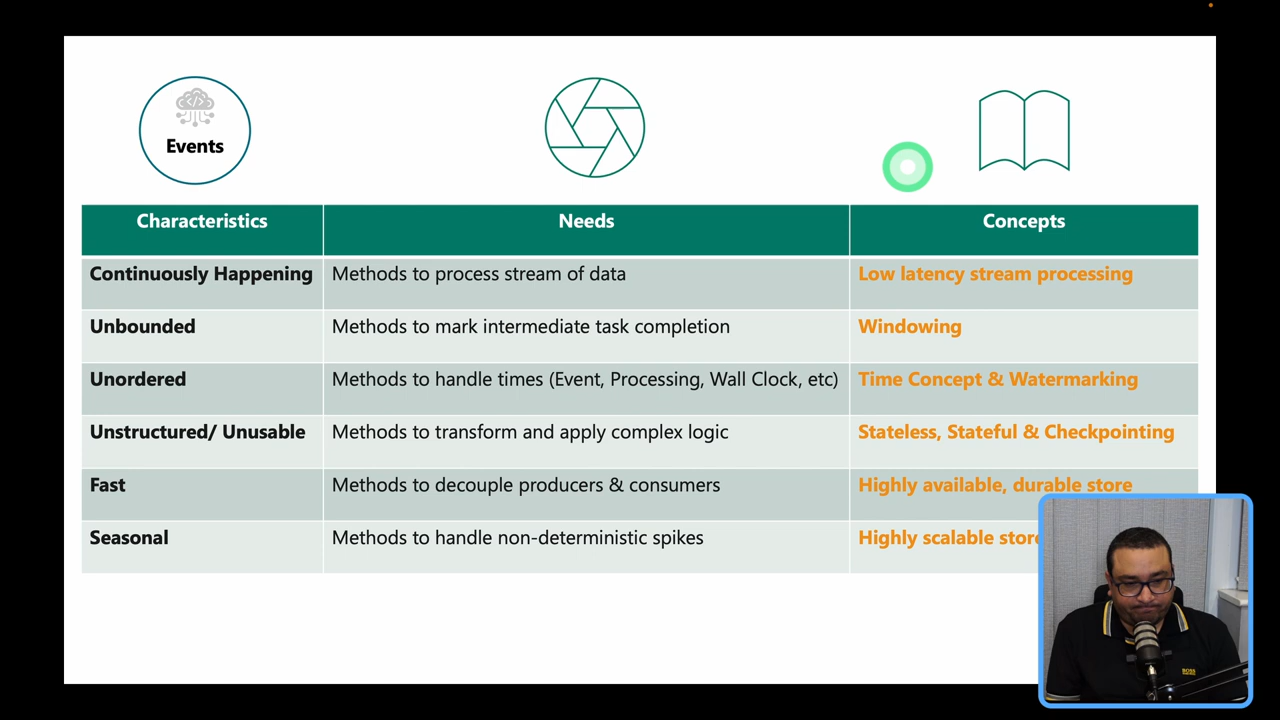 </>
Events
Characteristics
Needs
Concepts
Continuously Happening
Methods to process stream of data
Low latency stream processing
Unbounded
Methods to mark intermediate task completion
Windowing
Unordered
Methods to handle times (Event, Processing, Wall Clock, etc)
Time Concept & Watermarking
Unstructured/ Unusable
Methods to transform and apply complex logic
Stateless, Stateful & Checkpointing
Fast
Methods to decouple producers & consumers
Highly available, durable store
Seasonal
Methods to handle non-deterministic spikes
Highly scalable store
BOSS